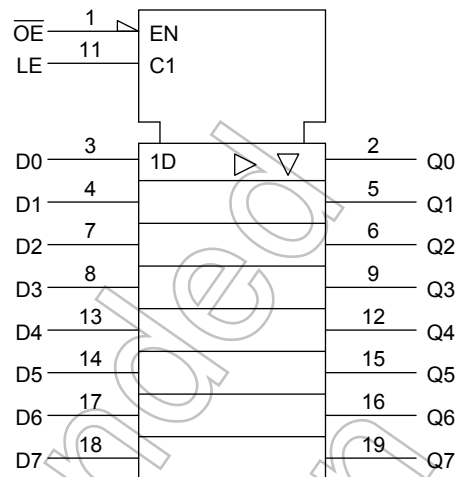 O̅E̅ 1 EN
LE 11 C1
D0 3 1D 2 Q0
D1 4 5 Q1
D2 7 6 Q2
D3 8 9 Q3
D4 13 12 Q4
D5 14 15 Q5
D6 17 16 Q6
D7 18 19 Q7